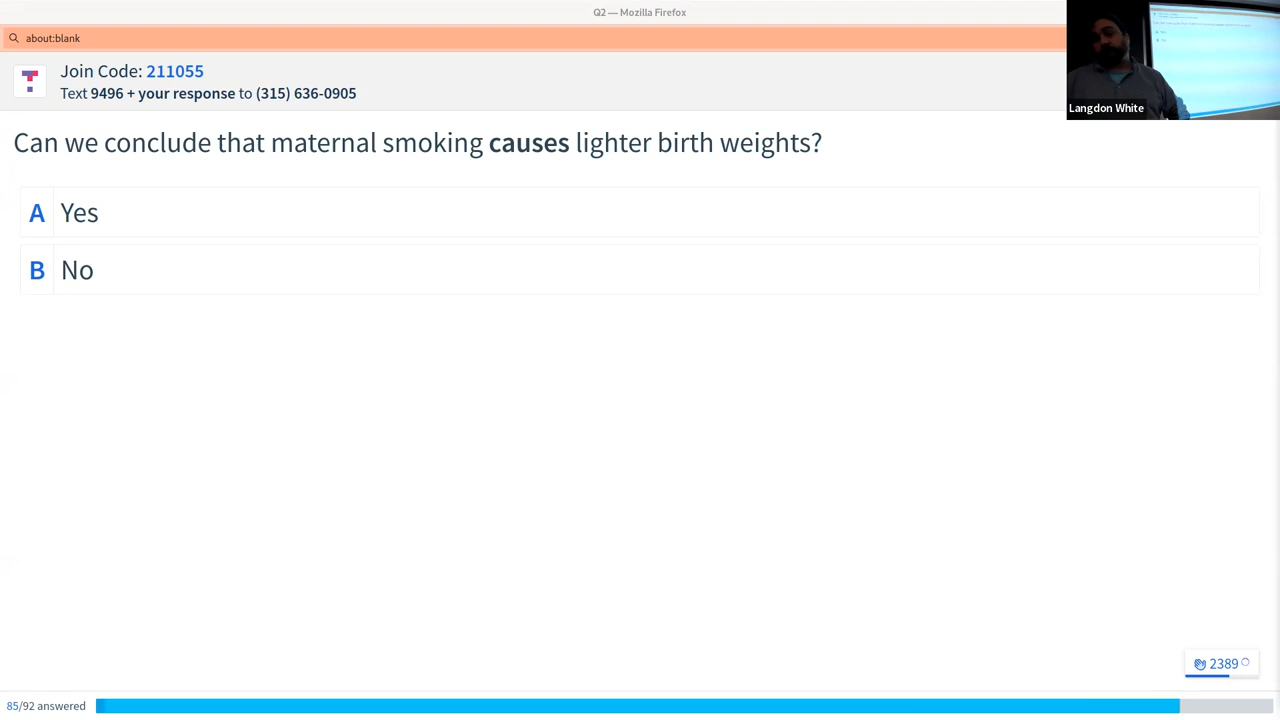 Q2 — Mozilla Firefox
about:blank
Join Code: 211055
Text 9496 + your response to (315) 636-0905
Langdon White
Can we conclude that maternal smoking causes lighter birth weights?
A Yes
B No
2389
85/92 answered